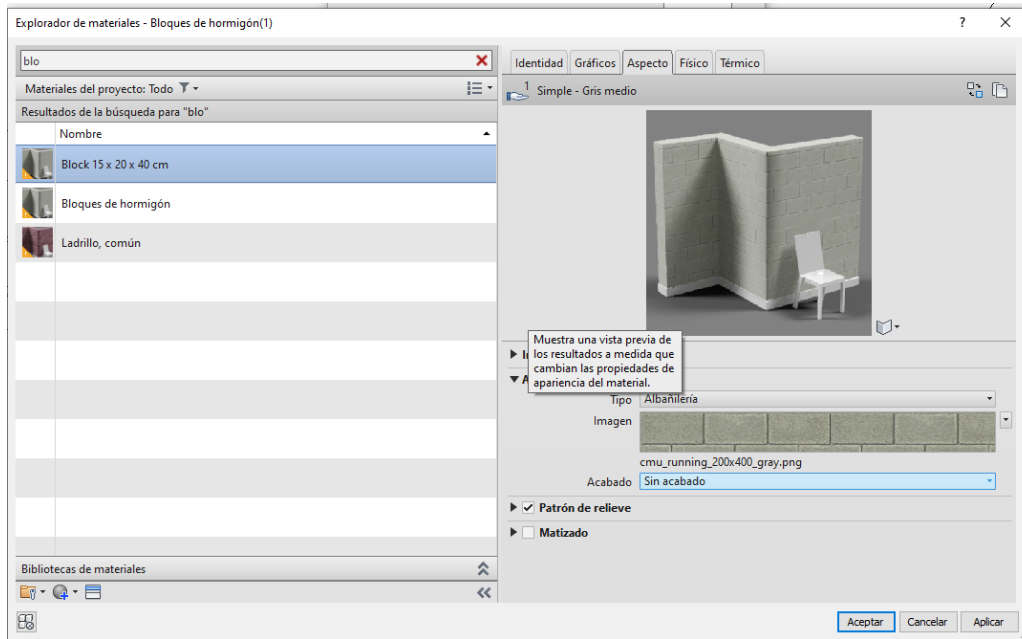 Explorador de materiales - Bloques de hormigón(1)
?
blo
Materiales del proyecto: Todo
Resultados de la búsqueda para "blo"
Nombre
Block 15 x 20 x 40 cm
Bloques de hormigón
Ladrillo, común
Bibliotecas de materiales
Identidad Gráficos Aspecto Físico Térmico
1 Simple - Gris medio
Muestra una vista previa de
los resultados a medida que
cambian las propiedades de
apariencia del material.
Tipo Albañilería
Imagen
cmu_running_200x400_gray.png
Acabado Sin acabado
Patrón de relieve
Matizado
Aceptar Cancelar Aplicar